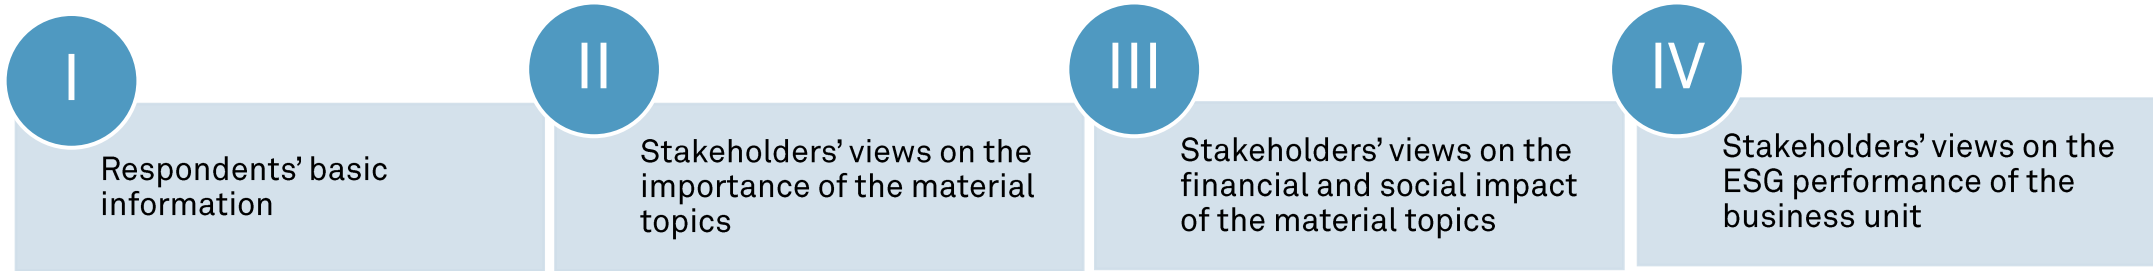 I
Respondents’ basic
information
II
Stakeholders’ views on the
importance of the material
topics
III
Stakeholders’ views on the
financial and social impact
of the material topics
IV
Stakeholders’ views on the
ESG performance of the
business unit